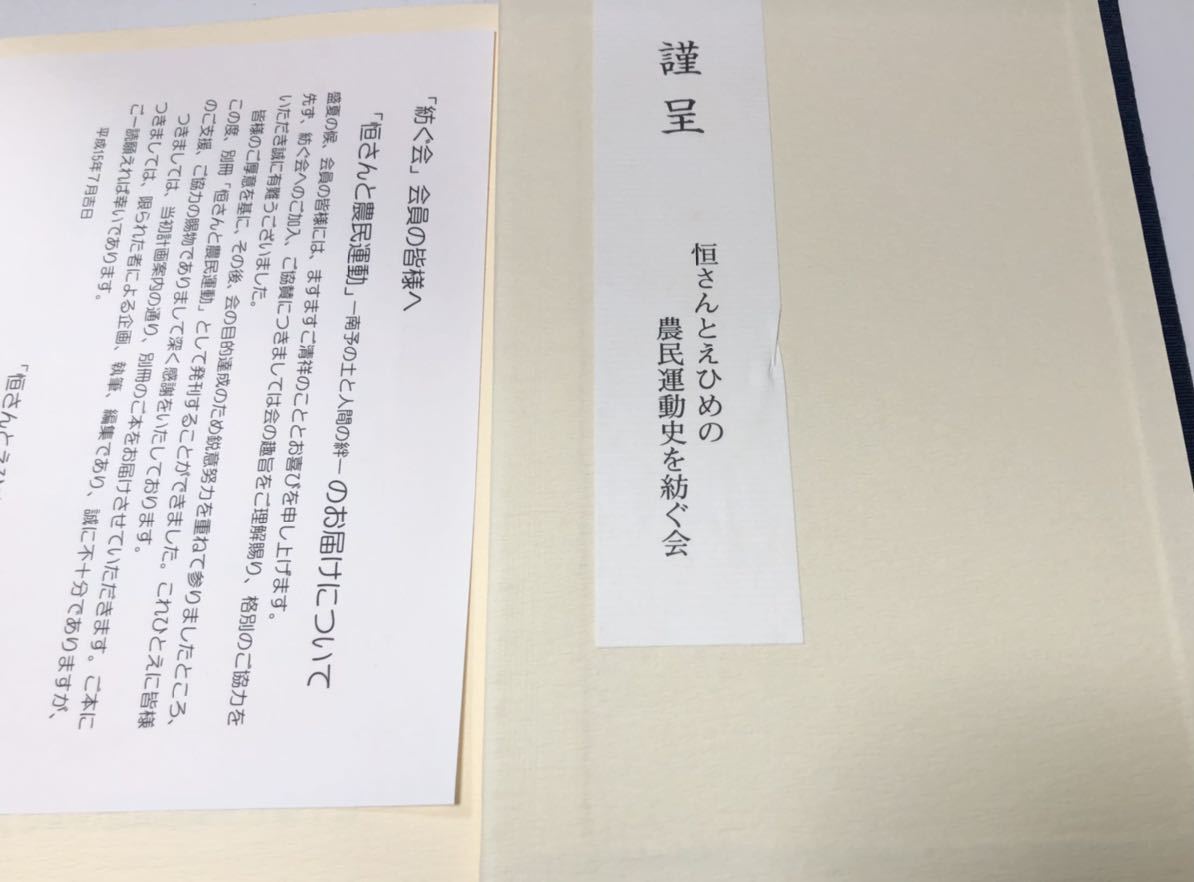 謹呈
恒さんとえひめの
農民運動史を紡ぐ会
「紡ぐ会」会員の皆様へ
「恒さんと農民運動」―南予の土と人間の絆―のお届けについて
盛夏の候、会員の皆様には、ますますご清祥のこととお喜びを申し上げます。
先ず、紡ぐ会へのご加入、ご協賛につきましては会の趣旨をご理解賜り、格別のご協力を
いただき誠に有難うございました。
皆様のご厚意を基に、その後、会の目的達成のため鋭意努力を重ねて参りましたところ、
この度、別冊「恒さんと農民運動」として発刊することができました。これひとえに皆様
のご支援、ご協力の賜物でありまして深く感謝をいたしております。
つきましては、当初計画案内の通り、別冊のご本をお届けさせていただきます。ご本に
つきましては、限られた者による企画、執筆、編集であり、誠に不十分でありますが、
ご一読願えれば幸いであります。
平成15年7月吉日
「恒さんとえひ